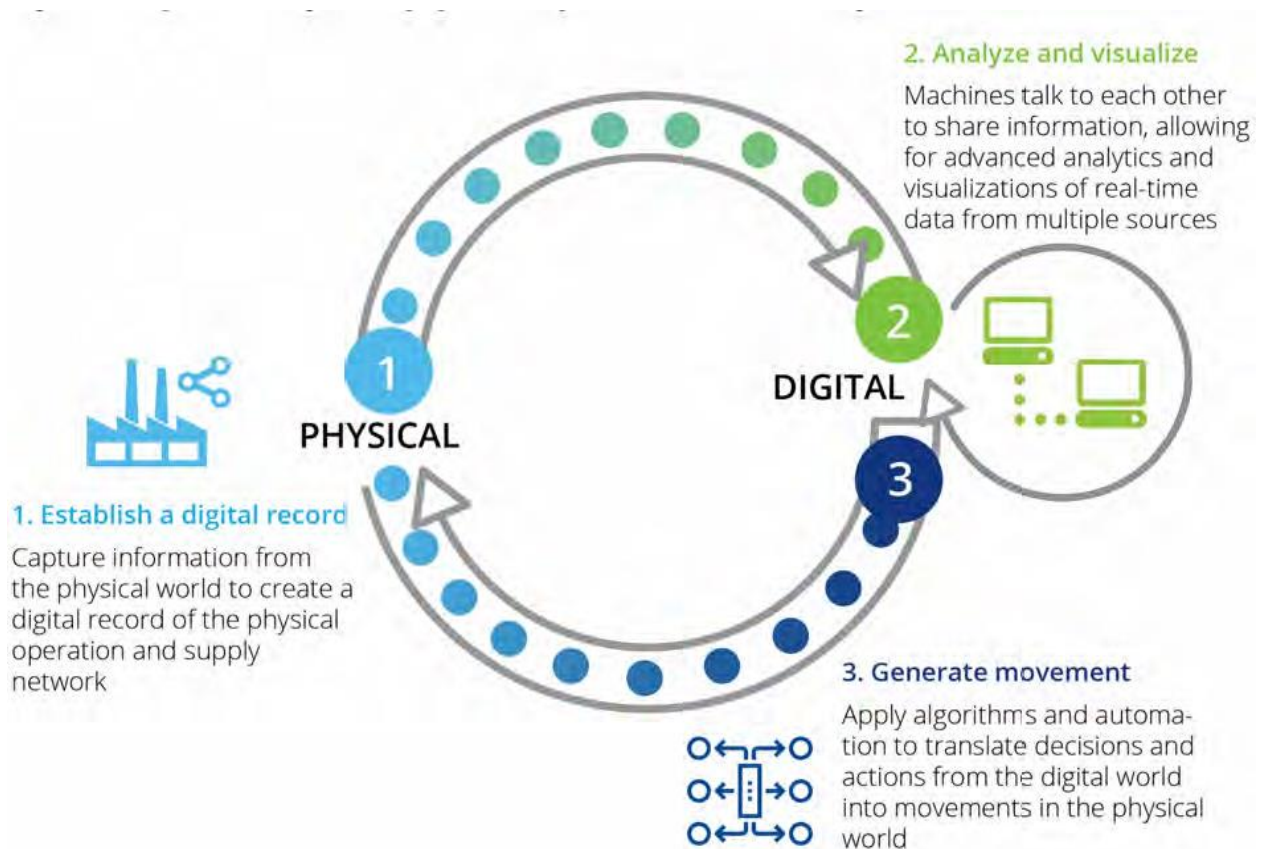 2. Analyze and visualize
Machines talk to each other
to share information, allowing
for advanced analytics and
visualizations of real-time
data from multiple sources
2
1
DIGITAL
PHYSICAL
3
1. Establish a digital record
Capture information from
the physical world to create a
digital record of the physical
operation and supply
network
3. Generate movement
Apply algorithms and automa-
tion to translate decisions and
actions from the digital world
into movements in the physical
world